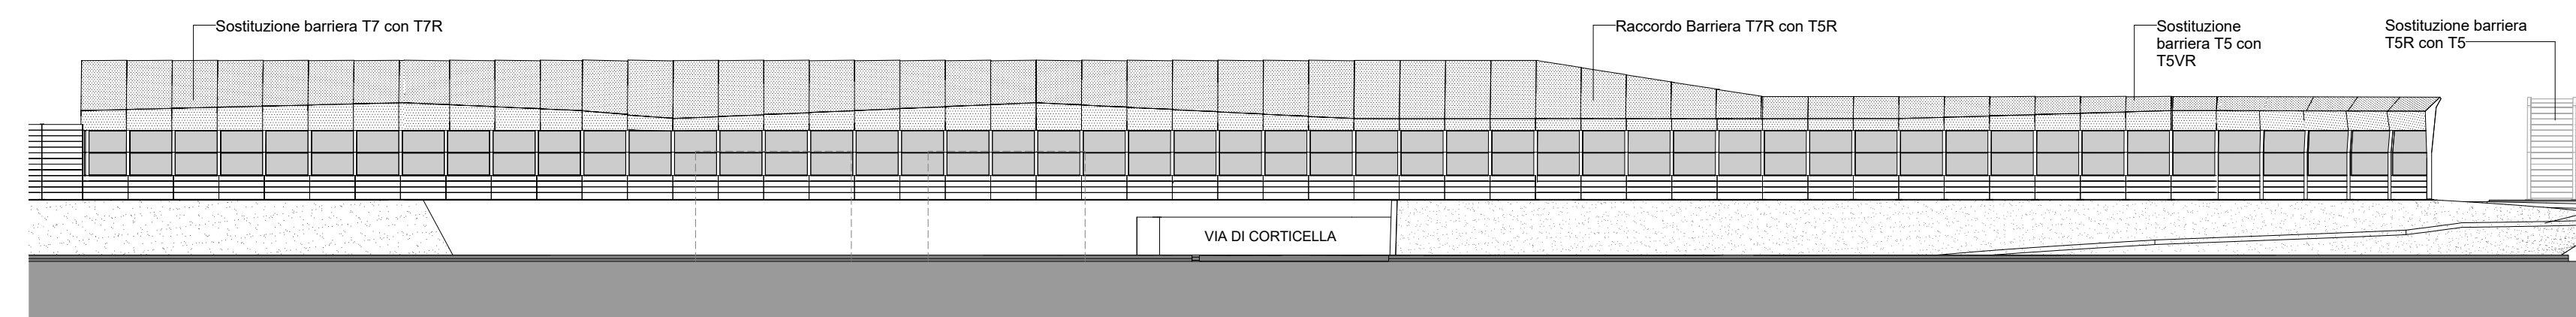 Sostituzione barriera T7 con T7R
Raccordo Barriera T7R con T5R
Sostituzione
barriera T5 con
T5VR
Sostituzione barriera
T5R con T5
VIA DI CORTICELLA